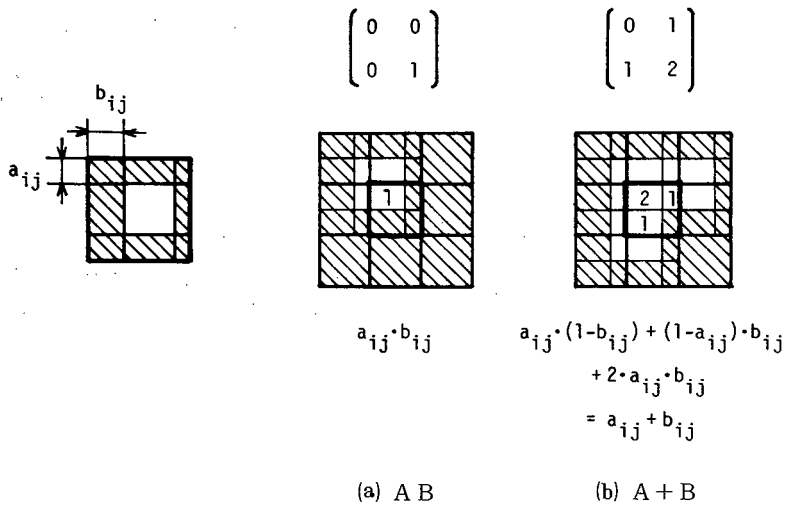 0 0
0 1
0 1
1 2
b_ij
a_ij
1
2 1
1
a_ij·b_ij
a_ij·(1-b_ij) + (1-a_ij)·b_ij
+2·a_ij·b_ij
= a_ij+b_ij
(a) A B
(b) A + B